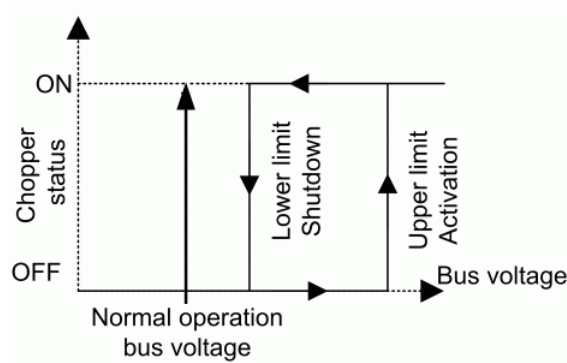 ON
Chopper
status
OFF
Lower limit
Shutdown
Upper limit
Activation
Bus voltage
Normal operation
bus voltage